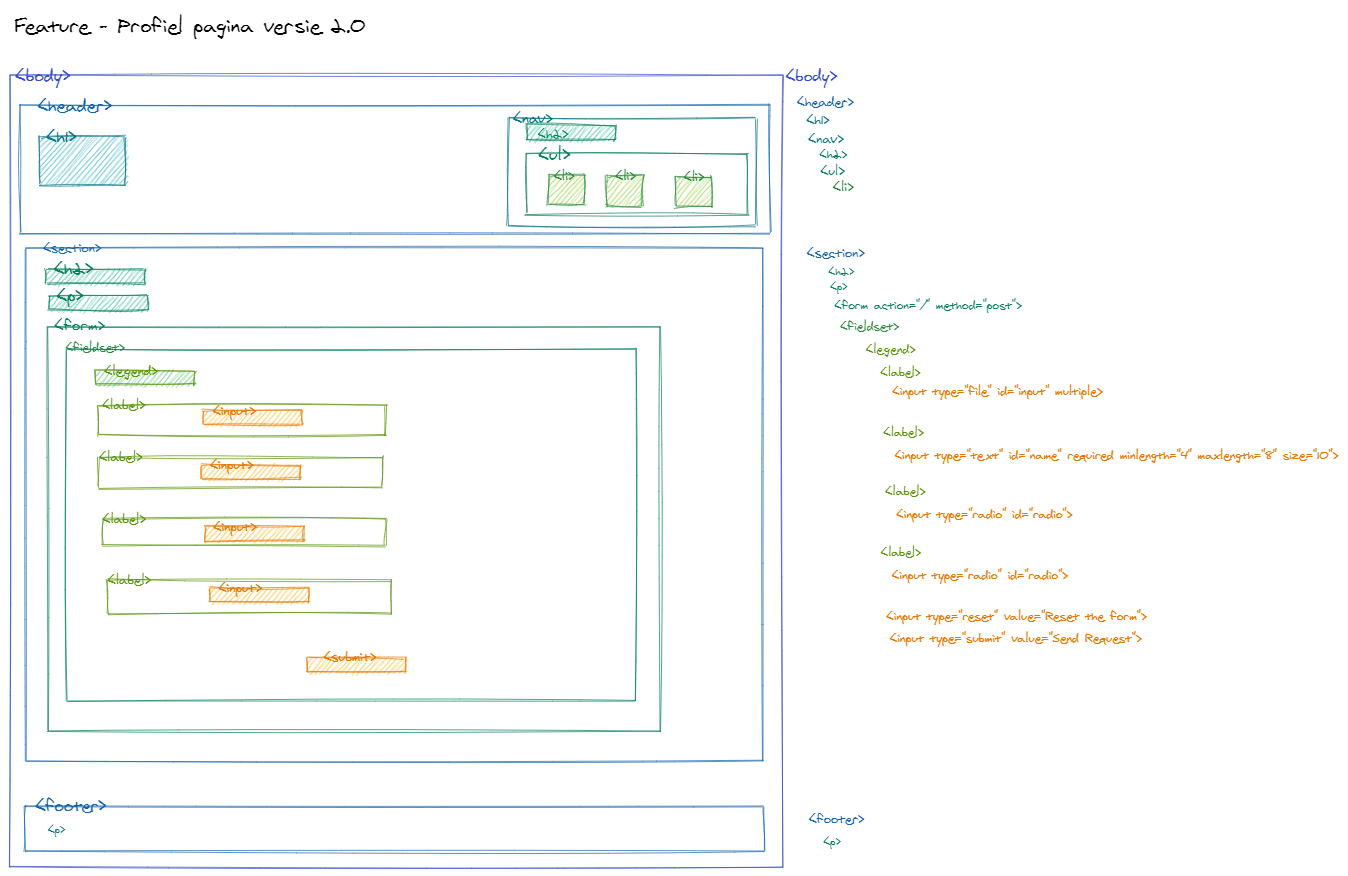 Feature - Profiel pagina versie 2.0
<body>
<header>
<h1>
<nav>
<h2>
<ul>
<li> <li> <li>
<section>
<h2>
<p>
<form>
<fieldset>
<legend>
<label> <input>
<label> <input>
<label> <input>
<label> <input>
<submit>
<footer>
<p>
<body>
<header>
<h1>
<nav>
<h2>
<ul>
<li>
<section>
<h2>
<p>
<form action="/" method="post">
<fieldset>
<legend>
<label>
<input type="file" id="input" multiple>
<label>
<input type="text" id="name" required minlength="4" maxlength="8" size="10">
<label>
<input type="radio" id="radio">
<label>
<input type="radio" id="radio">
<input type="reset" value="Reset the form">
<input type="submit" value="Send Request">
<footer>
<p>